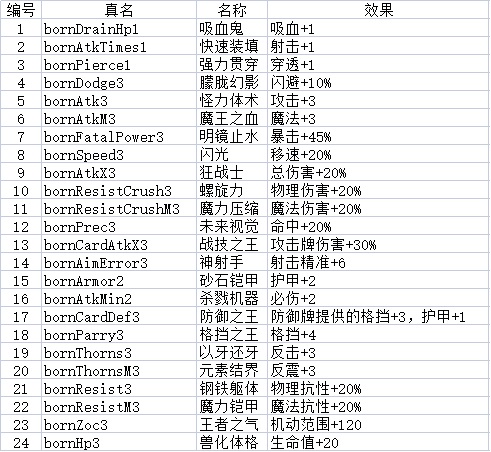 编号 真名 名称 效果
1 bornDrainHp1 吸血鬼 吸血+1
2 bornAtkTimes1 快速装填 射击+1
3 bornPierce1 强力贯穿 穿透+1
4 bornDodge3 朦胧幻影 闪避+10%
5 bornAtk3 怪力体术 攻击+3
6 bornAtkM3 魔王之血 魔法+3
7 bornFatalPower3 明镜止水 暴击+45%
8 bornSpeed3 闪光 移速+20%
9 bornAtkX3 狂战士 总伤害+20%
10 bornResistCrush3 螺旋力 物理伤害+20%
11 bornResistCrushM3 魔力压缩 魔法伤害+20%
12 bornPrec3 未来视觉 命中+20%
13 bornCardAtkX3 战技之王 攻击牌伤害+30%
14 bornAimError3 神射手 射击精准+6
15 bornArmor2 砂石铠甲 护甲+2
16 bornAtkMin2 杀戮机器 必伤+2
17 bornCardDef3 防御之王 防御牌提供的格挡+3，护甲+1
18 bornParry3 格挡之王 格挡+4
19 bornThorns3 以牙还牙 反击+3
20 bornThornsM3 元素结界 反震+3
21 bornResist3 钢铁躯体 物理抗性+20%
22 bornResistM3 魔力铠甲 魔法抗性+20%
23 bornZoc3 王者之气 机动范围+120
24 bornHp3 兽化体格 生命值+20